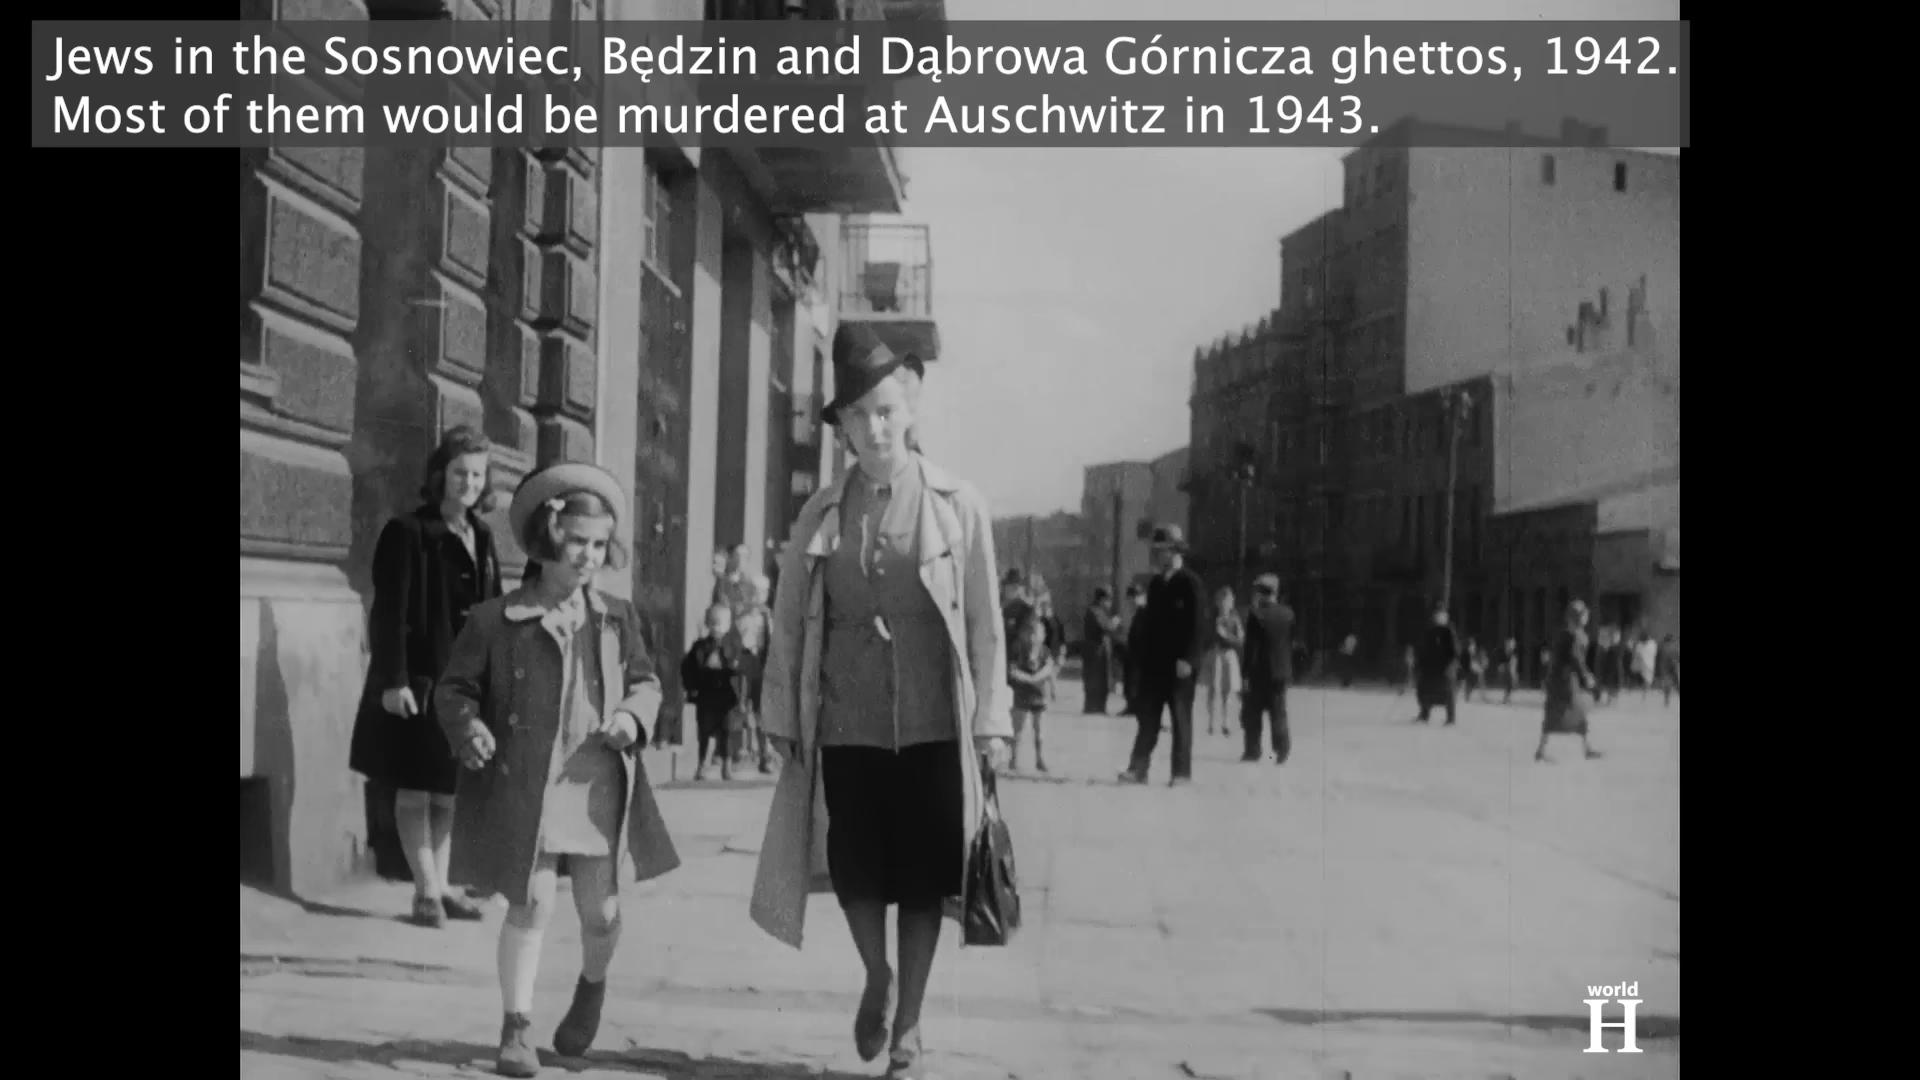 Jews in the Sosnowiec, Będzin and Dąbrowa Górnicza ghettos, 1942.
Most of them would be murdered at Auschwitz in 1943.
world
H